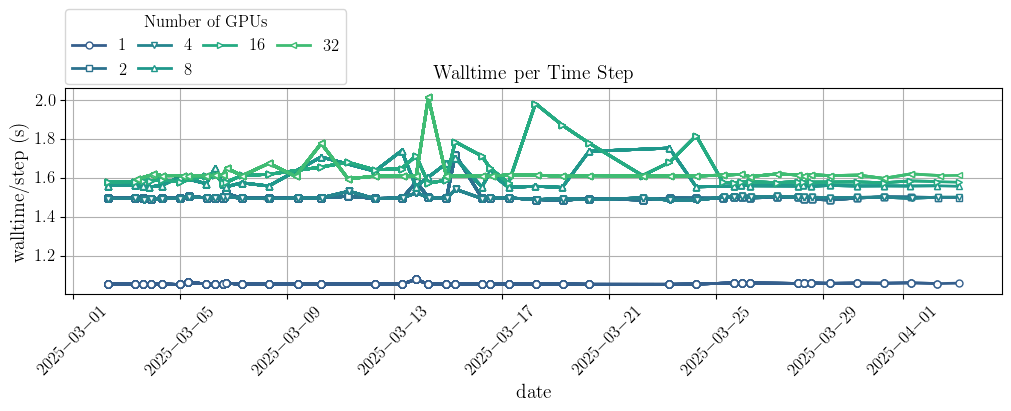 Number of GPUs
1 4 16 32
2 8
Walltime per Time Step
walltime/step (s)
2.0
1.8
1.6
1.4
1.2
2025−03−01 2025−03−05 2025−03−09 2025−03−13 2025−03−17 2025−03−21 2025−03−25 2025−03−29 2025−04−01
date